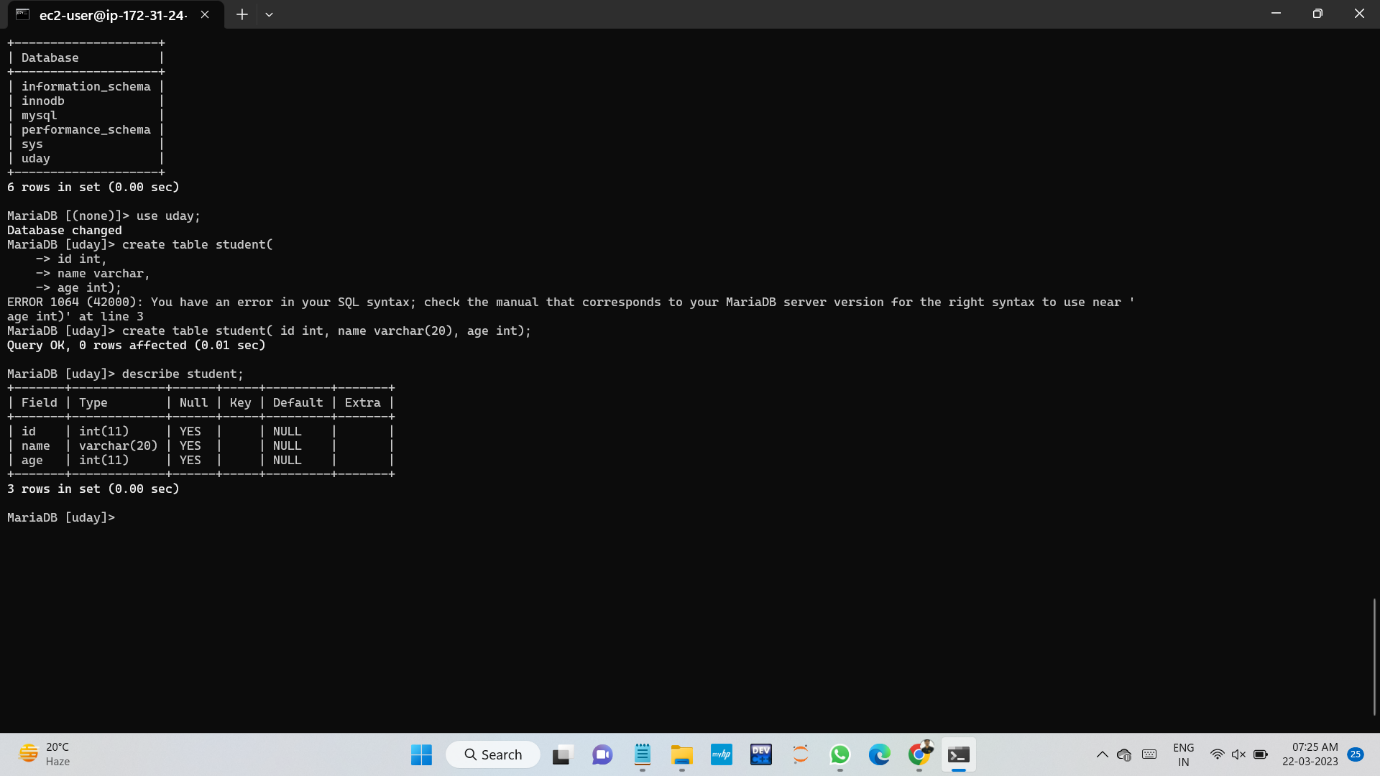 ec2-user@ip-172-31-24-
+--------------------+
| Database           |
+--------------------+
| information_schema |
| innodb             |
| mysql              |
| performance_schema |
| sys                |
| uday               |
+--------------------+
6 rows in set (0.00 sec)
MariaDB [(none)]> use uday;
Database changed
MariaDB [uday]> create table student(
    -> id int,
    -> name varchar,
    -> age int);
ERROR 1064 (42000): You have an error in your SQL syntax; check the manual that corresponds to your MariaDB server version for the right syntax to use near '
age int)' at line 3
MariaDB [uday]> create table student( id int, name varchar(20), age int);
Query OK, 0 rows affected (0.01 sec)
MariaDB [uday]> describe student;
+-------+-------------+------+-----+---------+-------+
| Field | Type        | Null | Key | Default | Extra |
+-------+-------------+------+-----+---------+-------+
| id    | int(11)     | YES  |     | NULL    |       |
| name  | varchar(20) | YES  |     | NULL    |       |
| age   | int(11)     | YES  |     | NULL    |       |
+-------+-------------+------+-----+---------+-------+
3 rows in set (0.00 sec)
MariaDB [uday]>
20°C
Haze
Search
myhp
DEV
ENG
IN
07:25 AM
22-03-2023
25